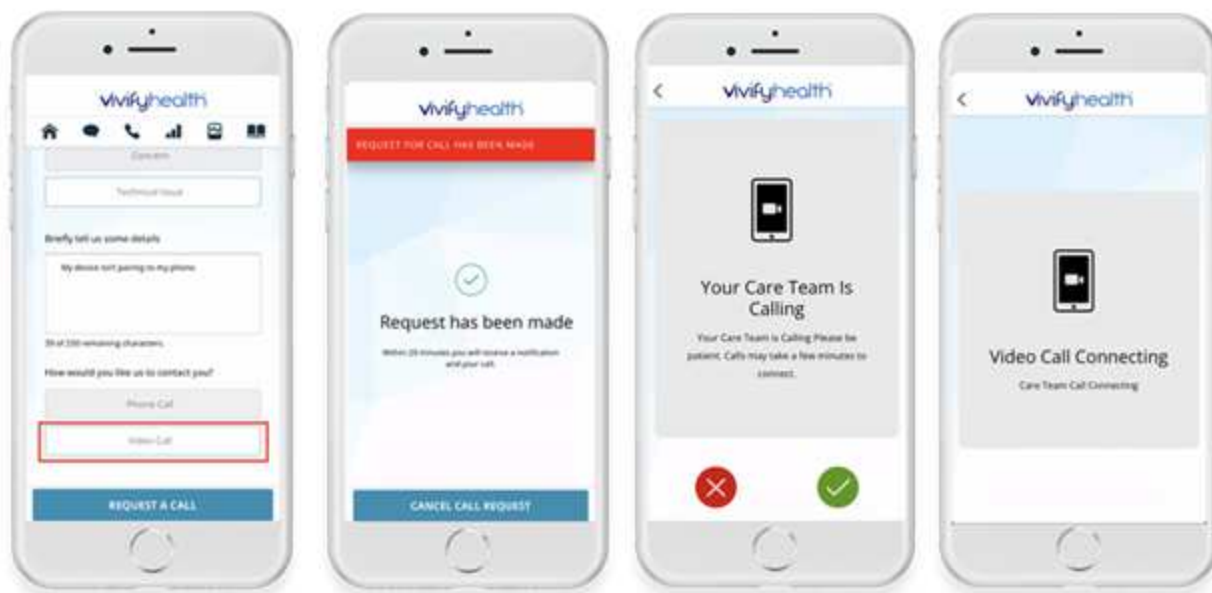 vivifyhealth
Concern
Technical Issue
Briefly tell us some details
My device isn't pairing to my phone
of 200 remaining characters.
How would you like us to contact you?
Phone Call
Video Call
REQUEST A CALL
vivifyhealth
REQUEST FOR CALL HAS BEEN MADE
Request has been made
Within 20 minutes you will receive a notification
and your call.
CANCEL CALL REQUEST
vivifyhealth
Your Care Team Is
Calling
Your Care Team is Calling Please be
patient. Calls may take a few minutes to
connect.
vivifyhealth
Video Call Connecting
Care Team Call Connecting